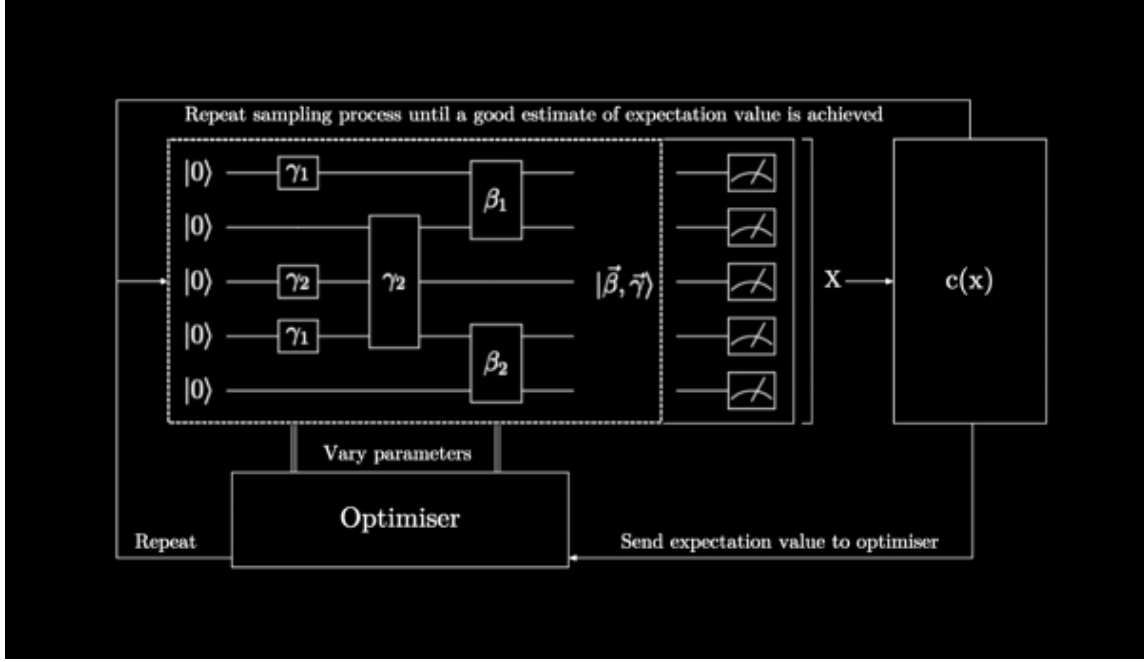 Repeat sampling process until a good estimate of expectation value is achieved
|0⟩ γ₁ β₁
|0⟩
|0⟩ γ₂ γ₂ |β⃗, γ⃗⟩ X c(x)
|0⟩ γ₁ β₂
|0⟩
Vary parameters
Optimiser
Repeat
Send expectation value to optimiser